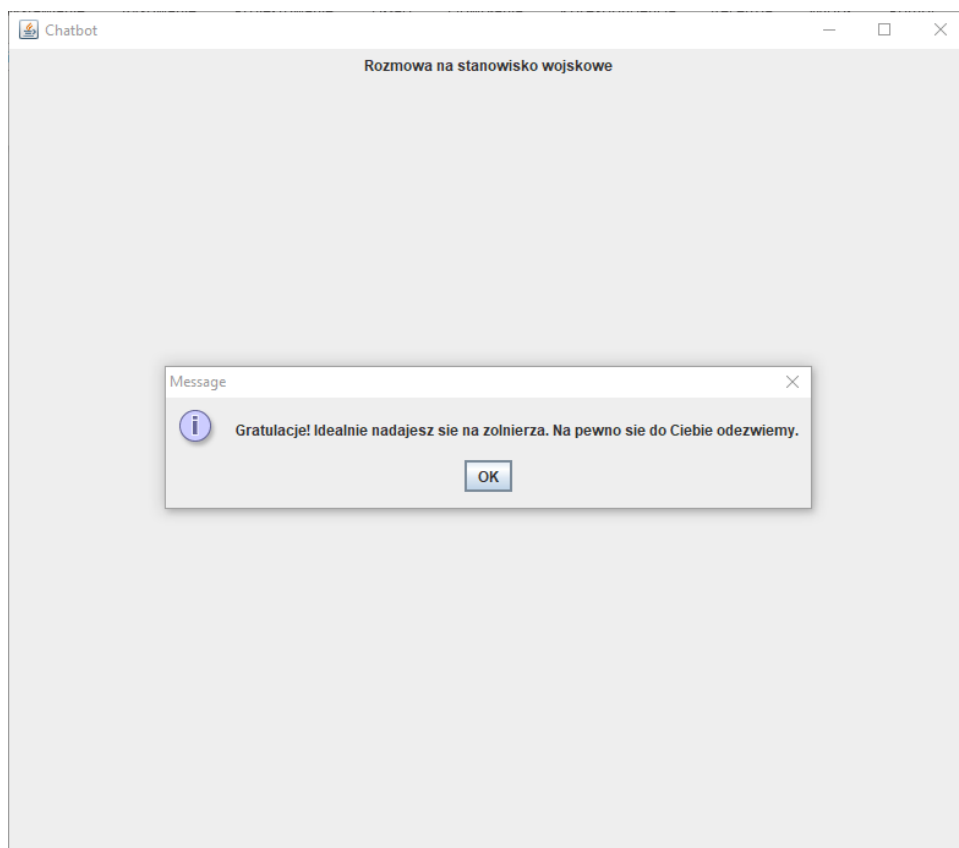 Chatbot
Rozmowa na stanowisko wojskowe
Message
Gratulacje! Idealnie nadajesz sie na zolnierza. Na pewno sie do Ciebie odezwiemy.
OK